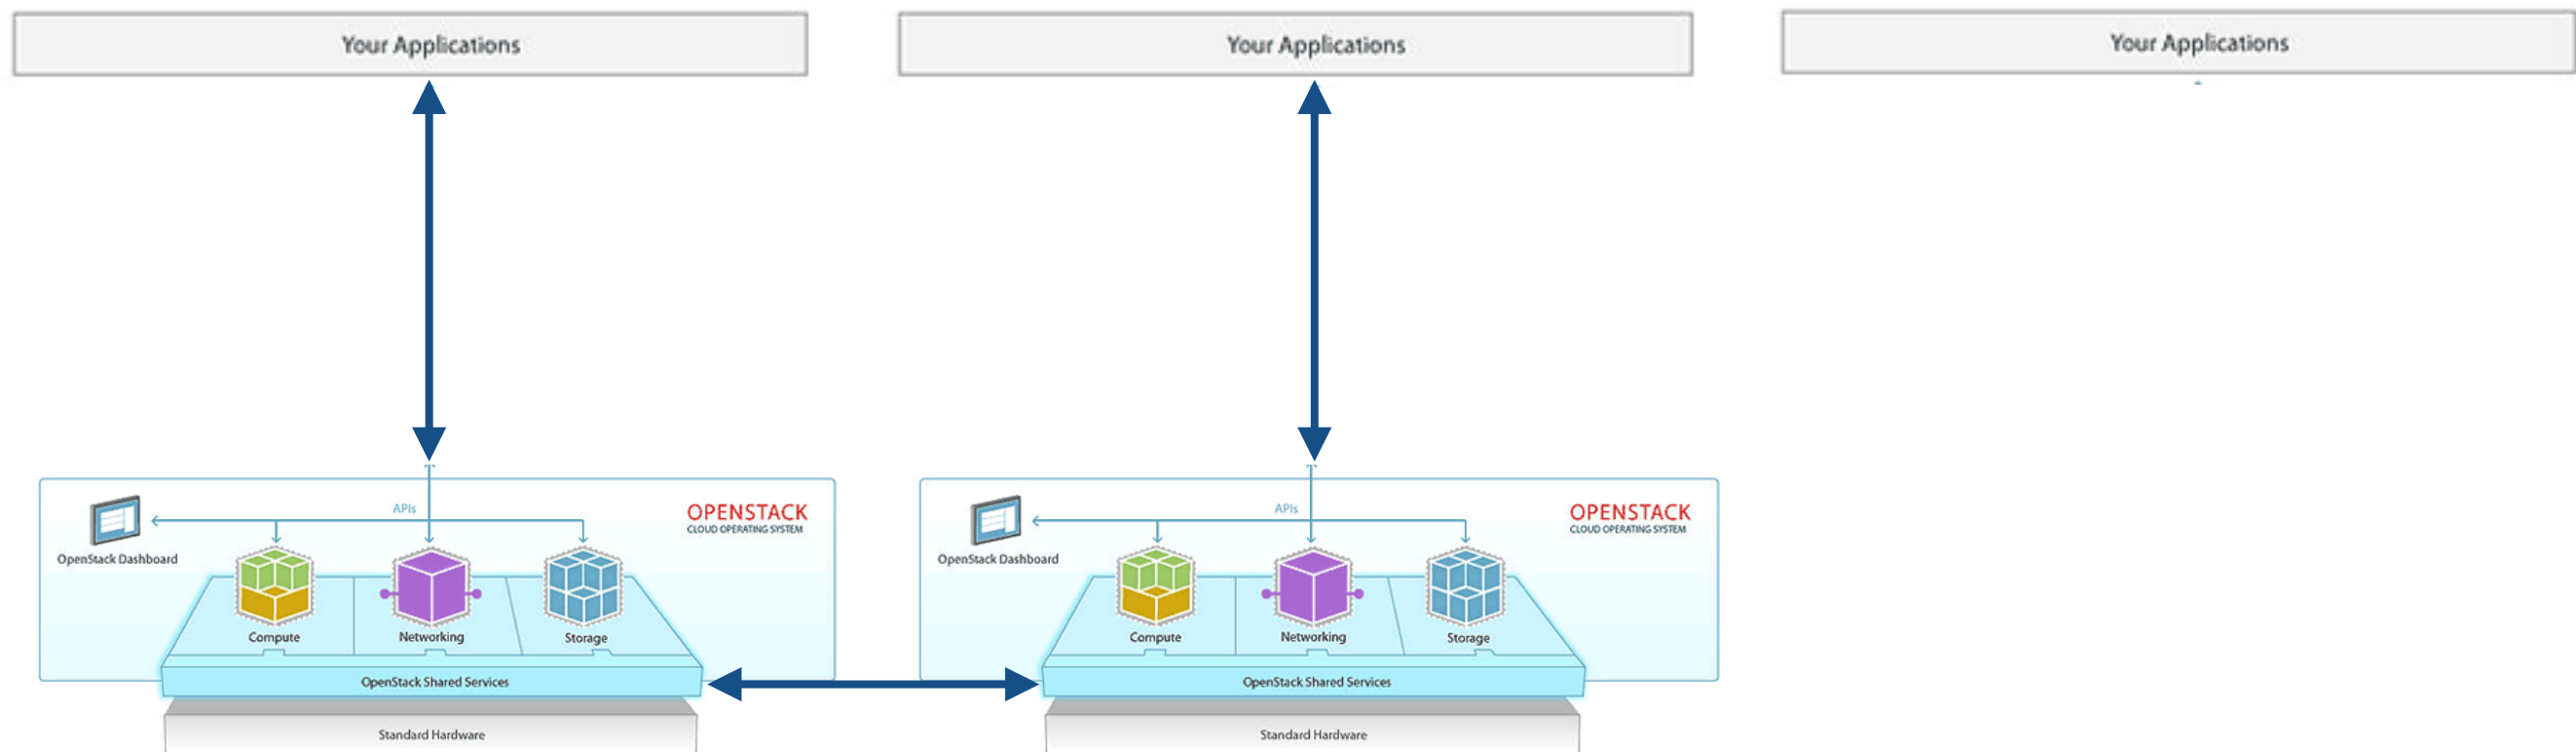 Your Applications
Your Applications
Your Applications
APIs
OPENSTACK
CLOUD OPERATING SYSTEM
OpenStack Dashboard
Compute
Networking
Storage
OpenStack Shared Services
Standard Hardware
APIs
OPENSTACK
CLOUD OPERATING SYSTEM
OpenStack Dashboard
Compute
Networking
Storage
OpenStack Shared Services
Standard Hardware